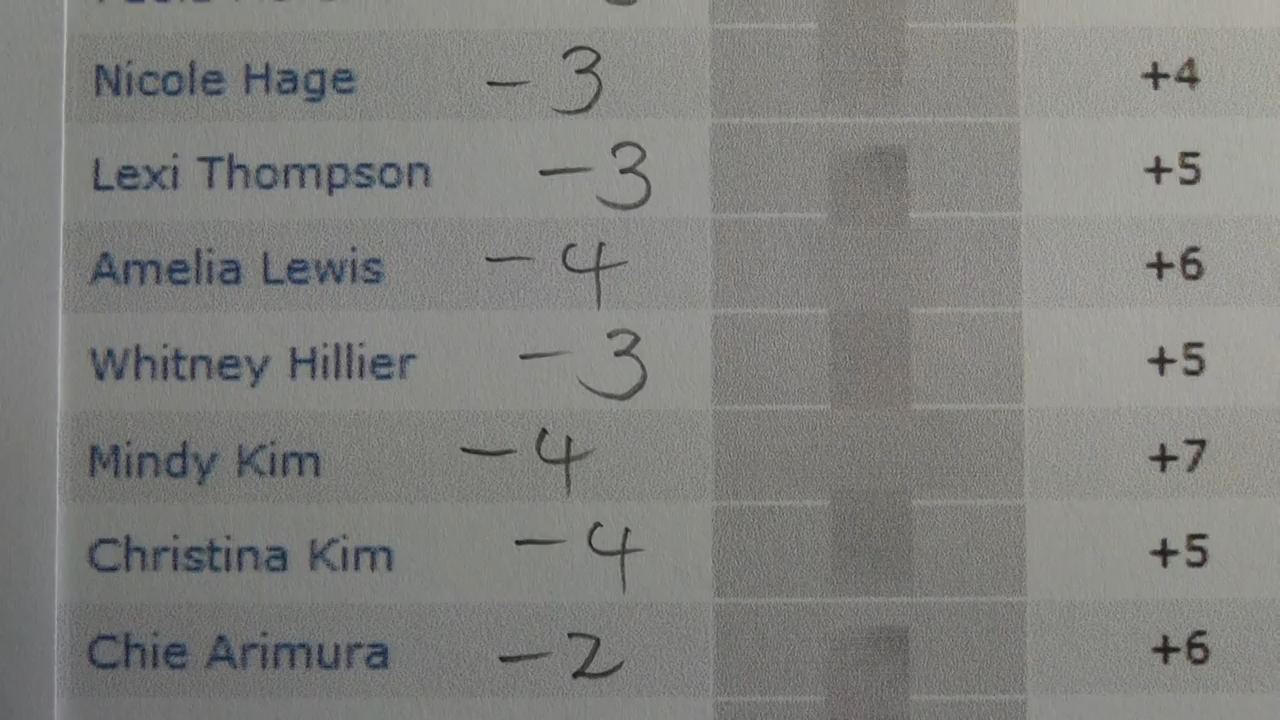 Nicole Hage -3 +4
Lexi Thompson -3 +5
Amelia Lewis -4 +6
Whitney Hillier -3 +5
Mindy Kim -4 +7
Christina Kim -4 +5
Chie Arimura -2 +6